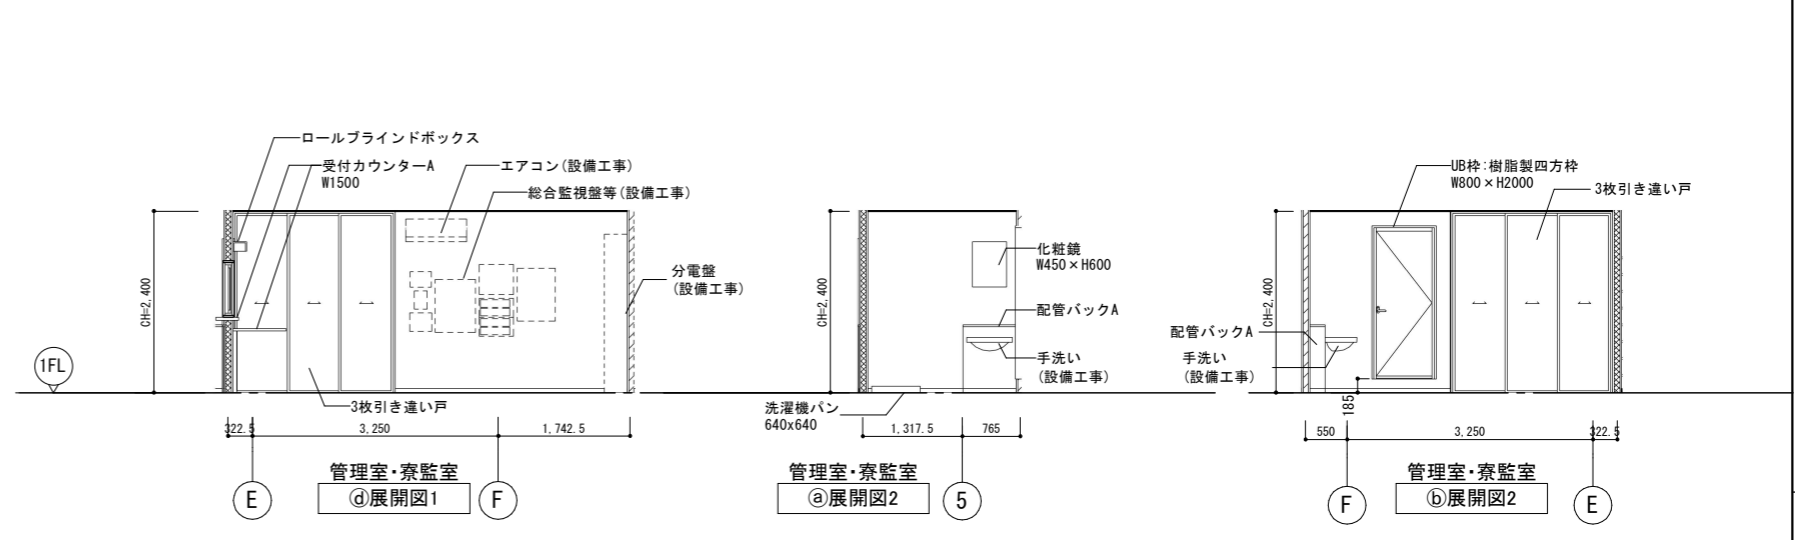 ロールブラインドボックス
受付カウンターA
W1500
エアコン(設備工事)
総合監視盤等(設備工事)
分電盤
(設備工事)
CH=2,400
1FL
3枚引き違い戸
322.5
3,250
1,742.5
管理室・寮監室
ⓓ展開図1
E
F
CH=2,400
化粧鏡
W450×H600
配管バックA
手洗い
(設備工事)
洗濯機パン
640x640
1,317.5
765
管理室・寮監室
ⓐ展開図2
5
UB枠:樹脂製四方枠
W800×H2000
3枚引き違い戸
CH=2,400
配管バックA
手洗い
(設備工事)
185
550
3,250
322.5
管理室・寮監室
ⓑ展開図2
F
E